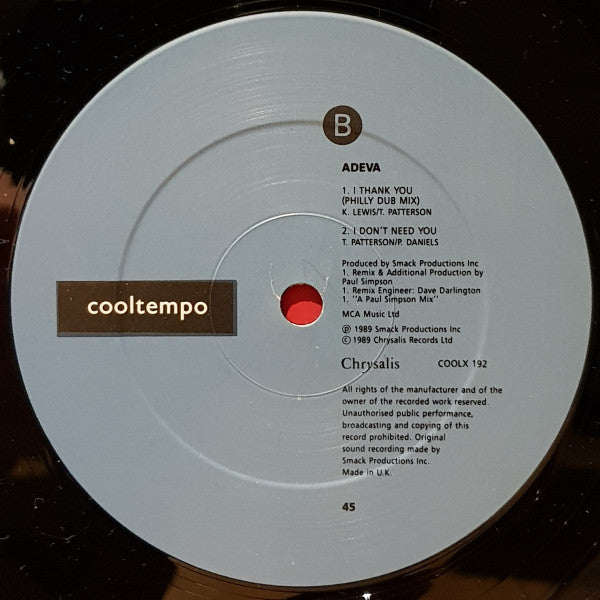 B
ADEVA
1. I THANK YOU
(PHILLY DUB MIX)
K. LEWIS/T. PATTERSON
2. I DON'T NEED YOU
T. PATTERSON/P. DANIELS
Produced by Smack Productions Inc
1. Remix & Additional Production by
Paul Simpson
1. Remix Engineer: Dave Darlington
1. "A Paul Simpson Mix"
MCA Music Ltd
℗ 1989 Smack Productions Inc
© 1989 Chrysalis Records Ltd
cooltempo
Chrysalis COOLX 192
All rights of the manufacturer and of the
owner of the recorded work reserved.
Unauthorised public performance,
broadcasting and copying of this
record prohibited. Original
sound recording made by
Smack Productions Inc.
Made in U.K.
45